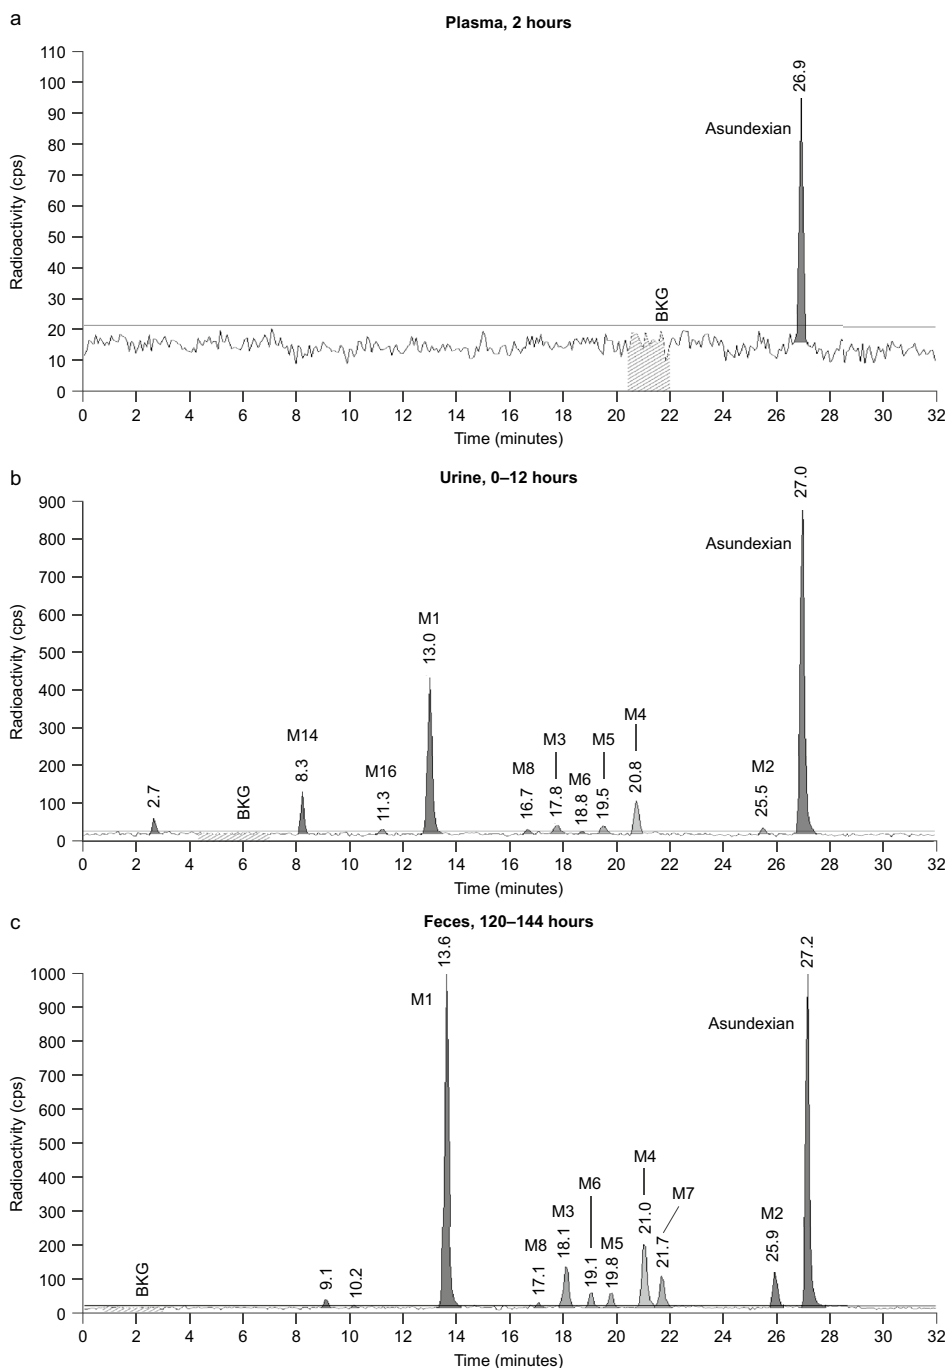 a
Plasma, 2 hours
110
100
90
80
70
60
50
40
30
20
10
0
Radioactivity (cps)
26.9
Asundexian
BKG
0 2 4 6 8 10 12 14 16 18 20 22 24 26 28 30 32
Time (minutes)
b
Urine, 0–12 hours
900
800
700
600
500
400
300
200
100
0
Radioactivity (cps)
2.7
BKG
M14
8.3
M16
11.3
M1
13.0
M8
16.7
M3
17.8
M6
18.8
M5
19.5
M4
20.8
M2
25.5
27.0
Asundexian
0 2 4 6 8 10 12 14 16 18 20 22 24 26 28 30 32
Time (minutes)
c
Feces, 120–144 hours
1000
900
800
700
600
500
400
300
200
100
0
Radioactivity (cps)
BKG
9.1
10.2
13.6
M1
M8
17.1
M3
18.1
M6
19.1
M5
19.8
M4
21.0
M7
21.7
M2
25.9
27.2
Asundexian
0 2 4 6 8 10 12 14 16 18 20 22 24 26 28 30 32
Time (minutes)